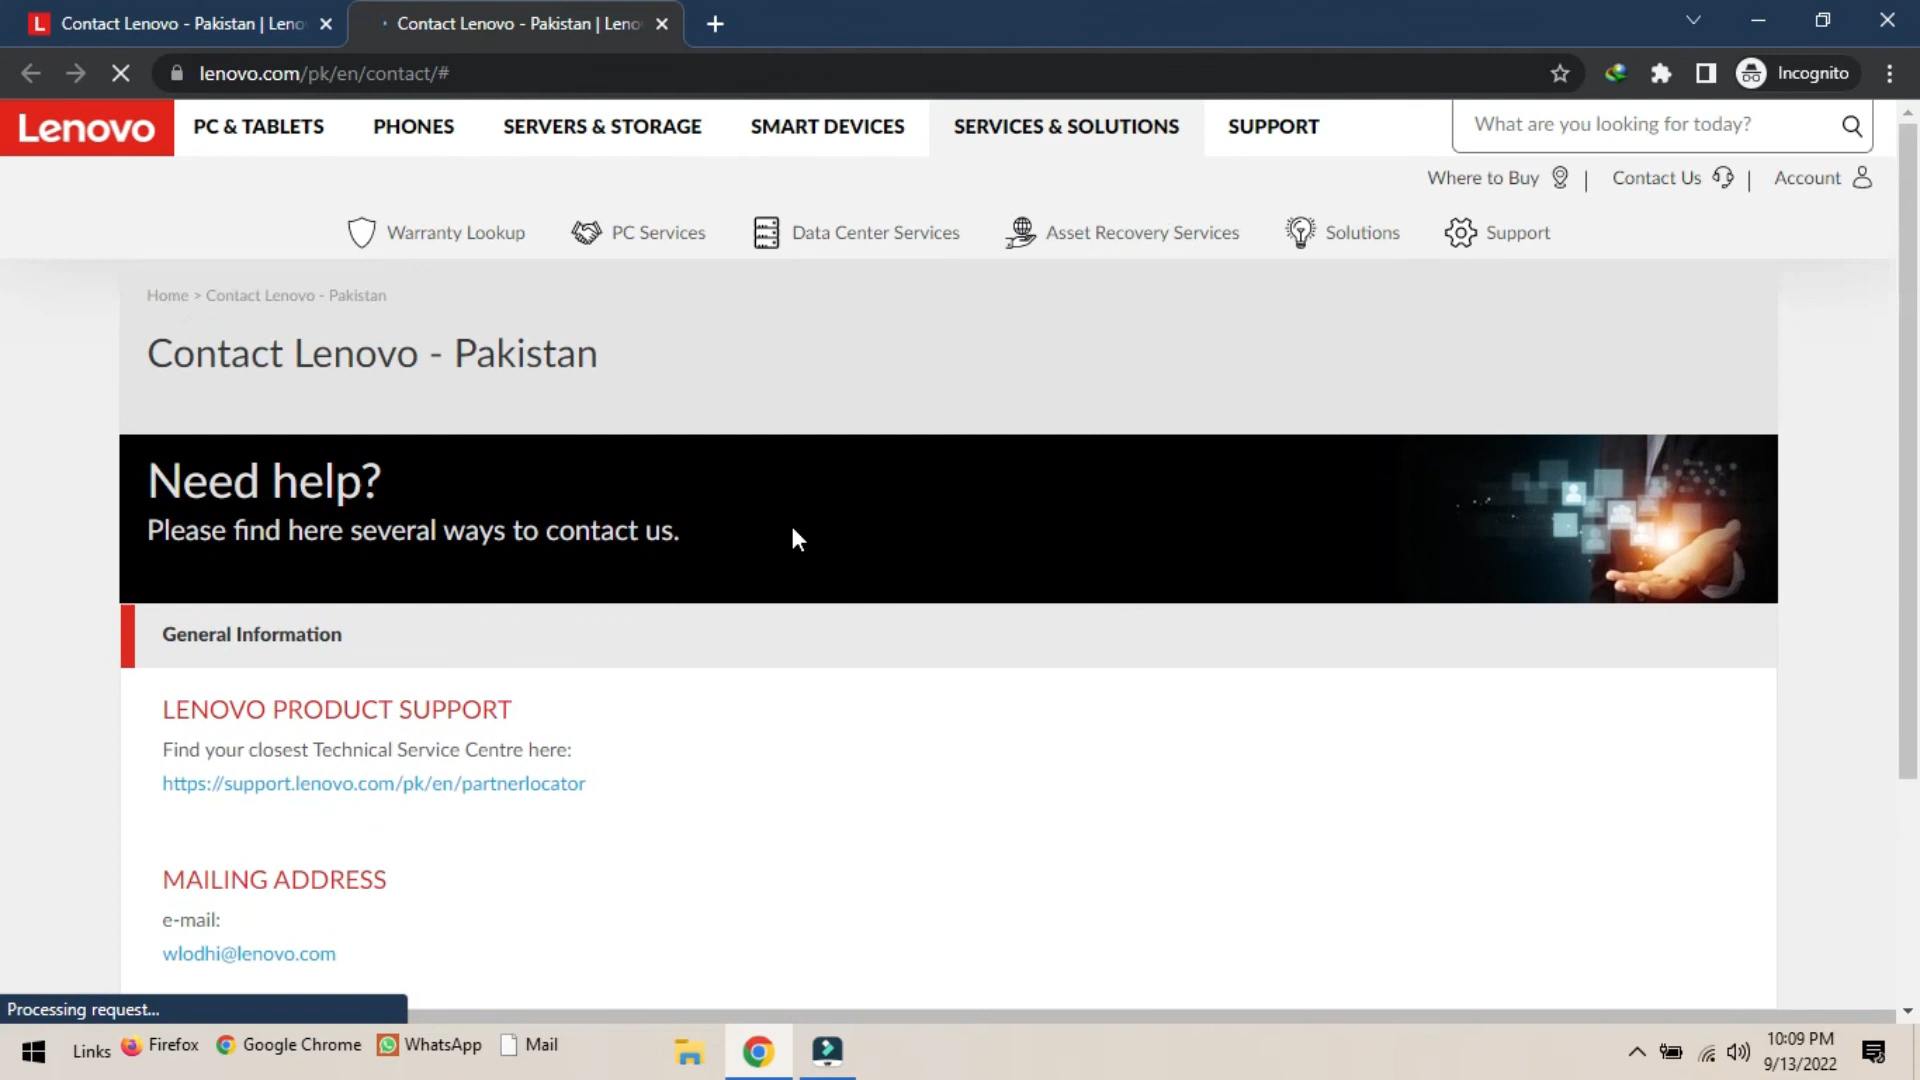 Contact Lenovo - Pakistan | Leno
Contact Lenovo - Pakistan | Leno
lenovo.com/pk/en/contact/#
Incognito
Lenovo
PC & TABLETS
PHONES
SERVERS & STORAGE
SMART DEVICES
SERVICES & SOLUTIONS
SUPPORT
What are you looking for today?
Where to Buy
Contact Us
Account
Warranty Lookup
PC Services
Data Center Services
Asset Recovery Services
Solutions
Support
Home > Contact Lenovo - Pakistan
Contact Lenovo - Pakistan
Need help?
Please find here several ways to contact us.
General Information
LENOVO PRODUCT SUPPORT
Find your closest Technical Service Centre here:
https://support.lenovo.com/pk/en/partnerlocator
MAILING ADDRESS
e-mail:
wlodhi@lenovo.com
Processing request...
Links
Firefox
Google Chrome
WhatsApp
Mail
10:09 PM
9/13/2022